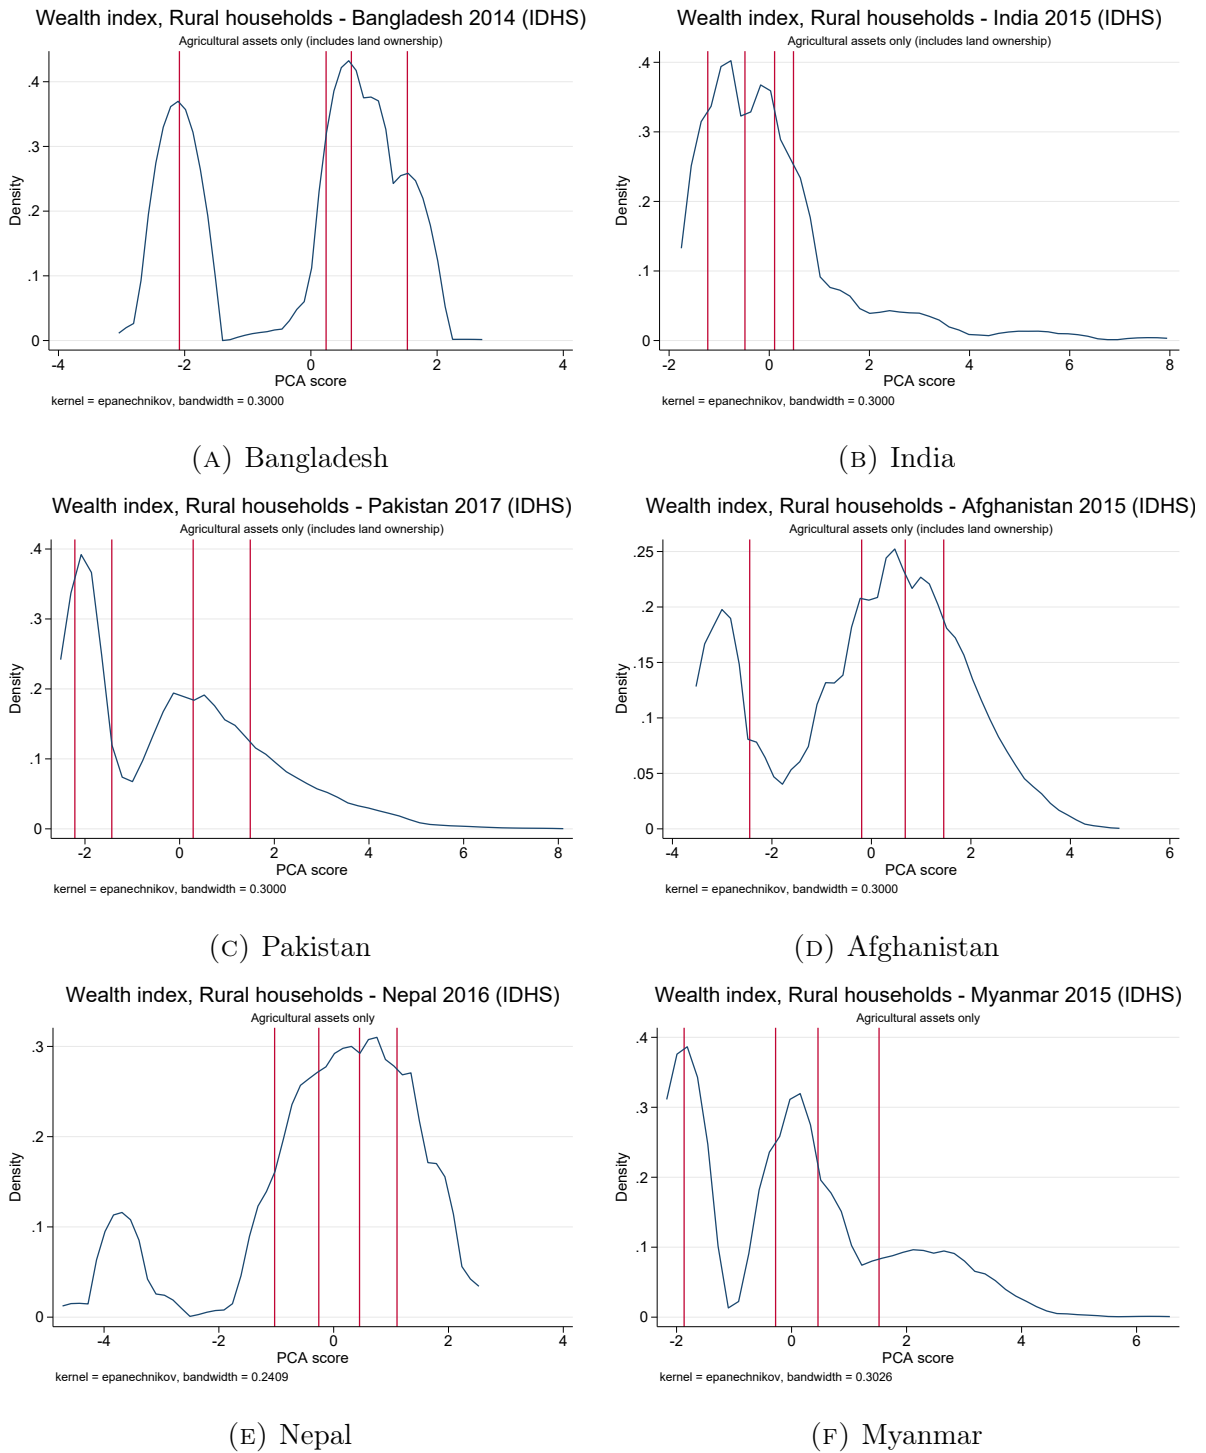 Wealth index, Rural households - Bangladesh 2014 (IDHS)
Agricultural assets only (includes land ownership)
.4
.3
.2
.1
0
Density
-4 -2 0 2 4
PCA score
kernel = epanechnikov, bandwidth = 0.3000
(A) Bangladesh
Wealth index, Rural households - India 2015 (IDHS)
Agricultural assets only (includes land ownership)
.4
.3
.2
.1
0
Density
-2 0 2 4 6 8
PCA score
kernel = epanechnikov, bandwidth = 0.3000
(B) India
Wealth index, Rural households - Pakistan 2017 (IDHS)
Agricultural assets only (includes land ownership)
.4
.3
.2
.1
0
Density
-2 0 2 4 6 8
PCA score
kernel = epanechnikov, bandwidth = 0.3000
(C) Pakistan
Wealth index, Rural households - Afghanistan 2015 (IDHS)
Agricultural assets only (includes land ownership)
.25
.2
.15
.1
.05
0
Density
-4 -2 0 2 4 6
PCA score
kernel = epanechnikov, bandwidth = 0.3000
(D) Afghanistan
Wealth index, Rural households - Nepal 2016 (IDHS)
Agricultural assets only
.3
.2
.1
0
Density
-4 -2 0 2 4
PCA score
kernel = epanechnikov, bandwidth = 0.2409
(E) Nepal
Wealth index, Rural households - Myanmar 2015 (IDHS)
Agricultural assets only
.4
.3
.2
.1
0
Density
-2 0 2 4 6
PCA score
kernel = epanechnikov, bandwidth = 0.3026
(F) Myanmar